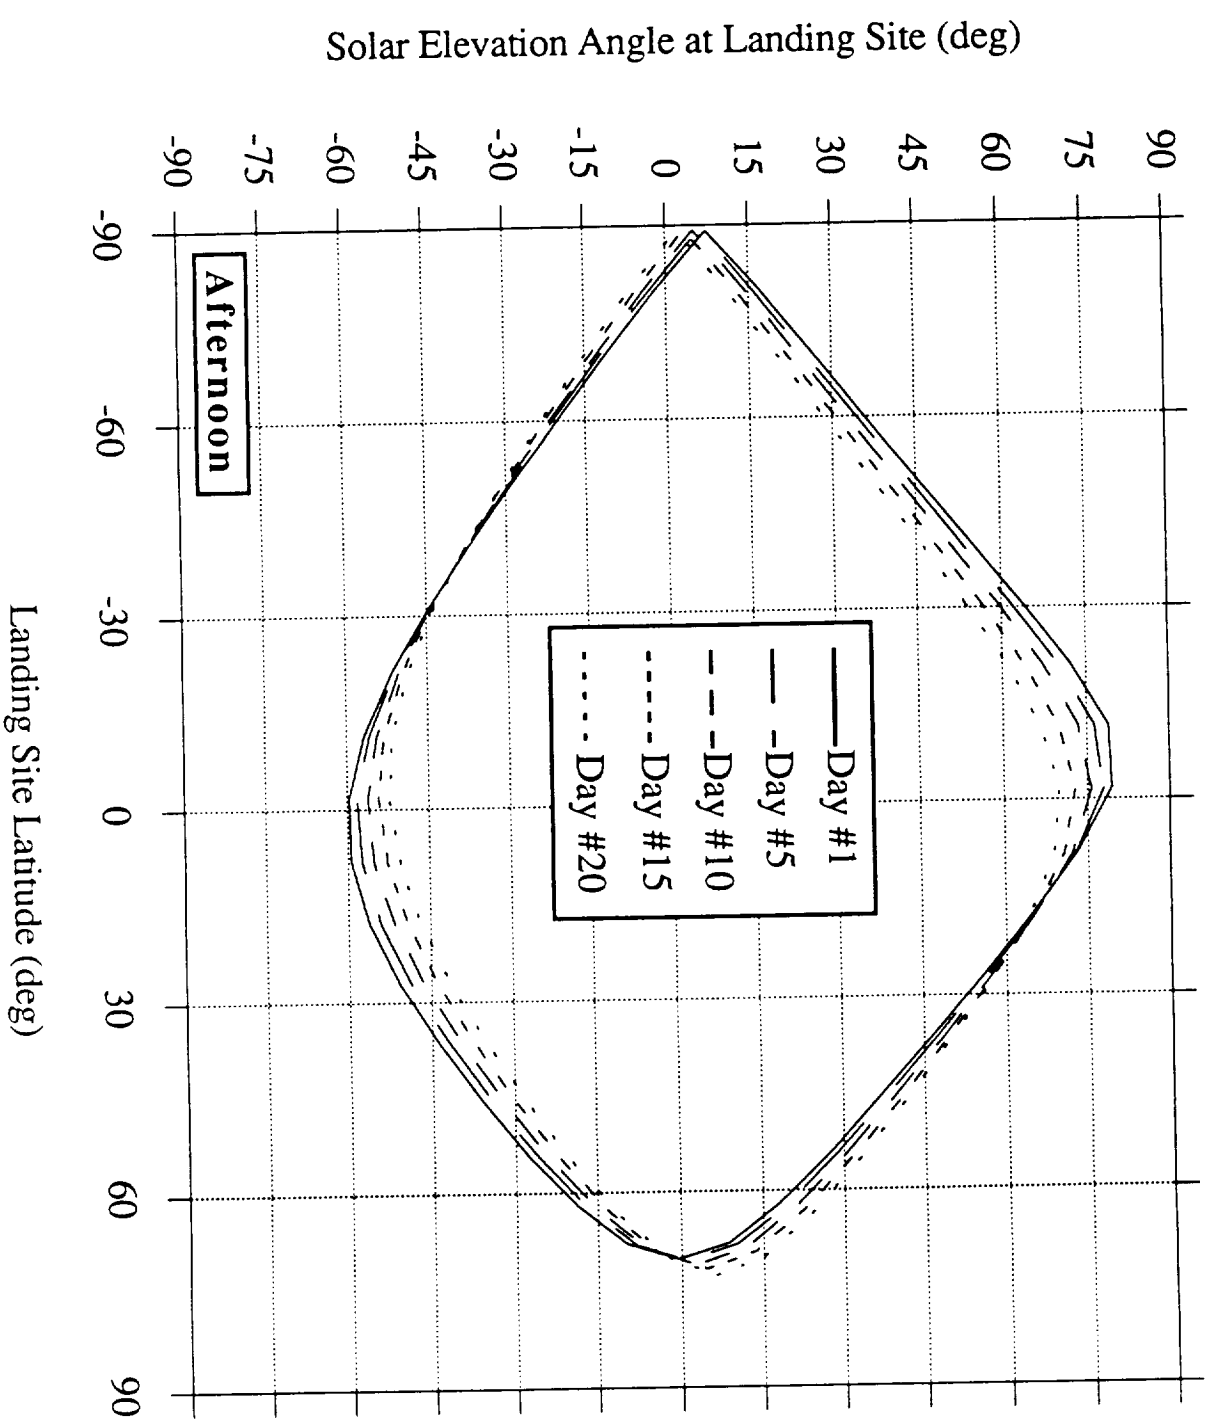 Solar Elevation Angle at Landing Site (deg)
90
75
60
45
30
15
0
-15
-30
-45
-60
-75
-90
-90
-60
-30
0
30
60
90
Landing Site Latitude (deg)
Afternoon
Day #1
Day #5
Day #10
Day #15
Day #20